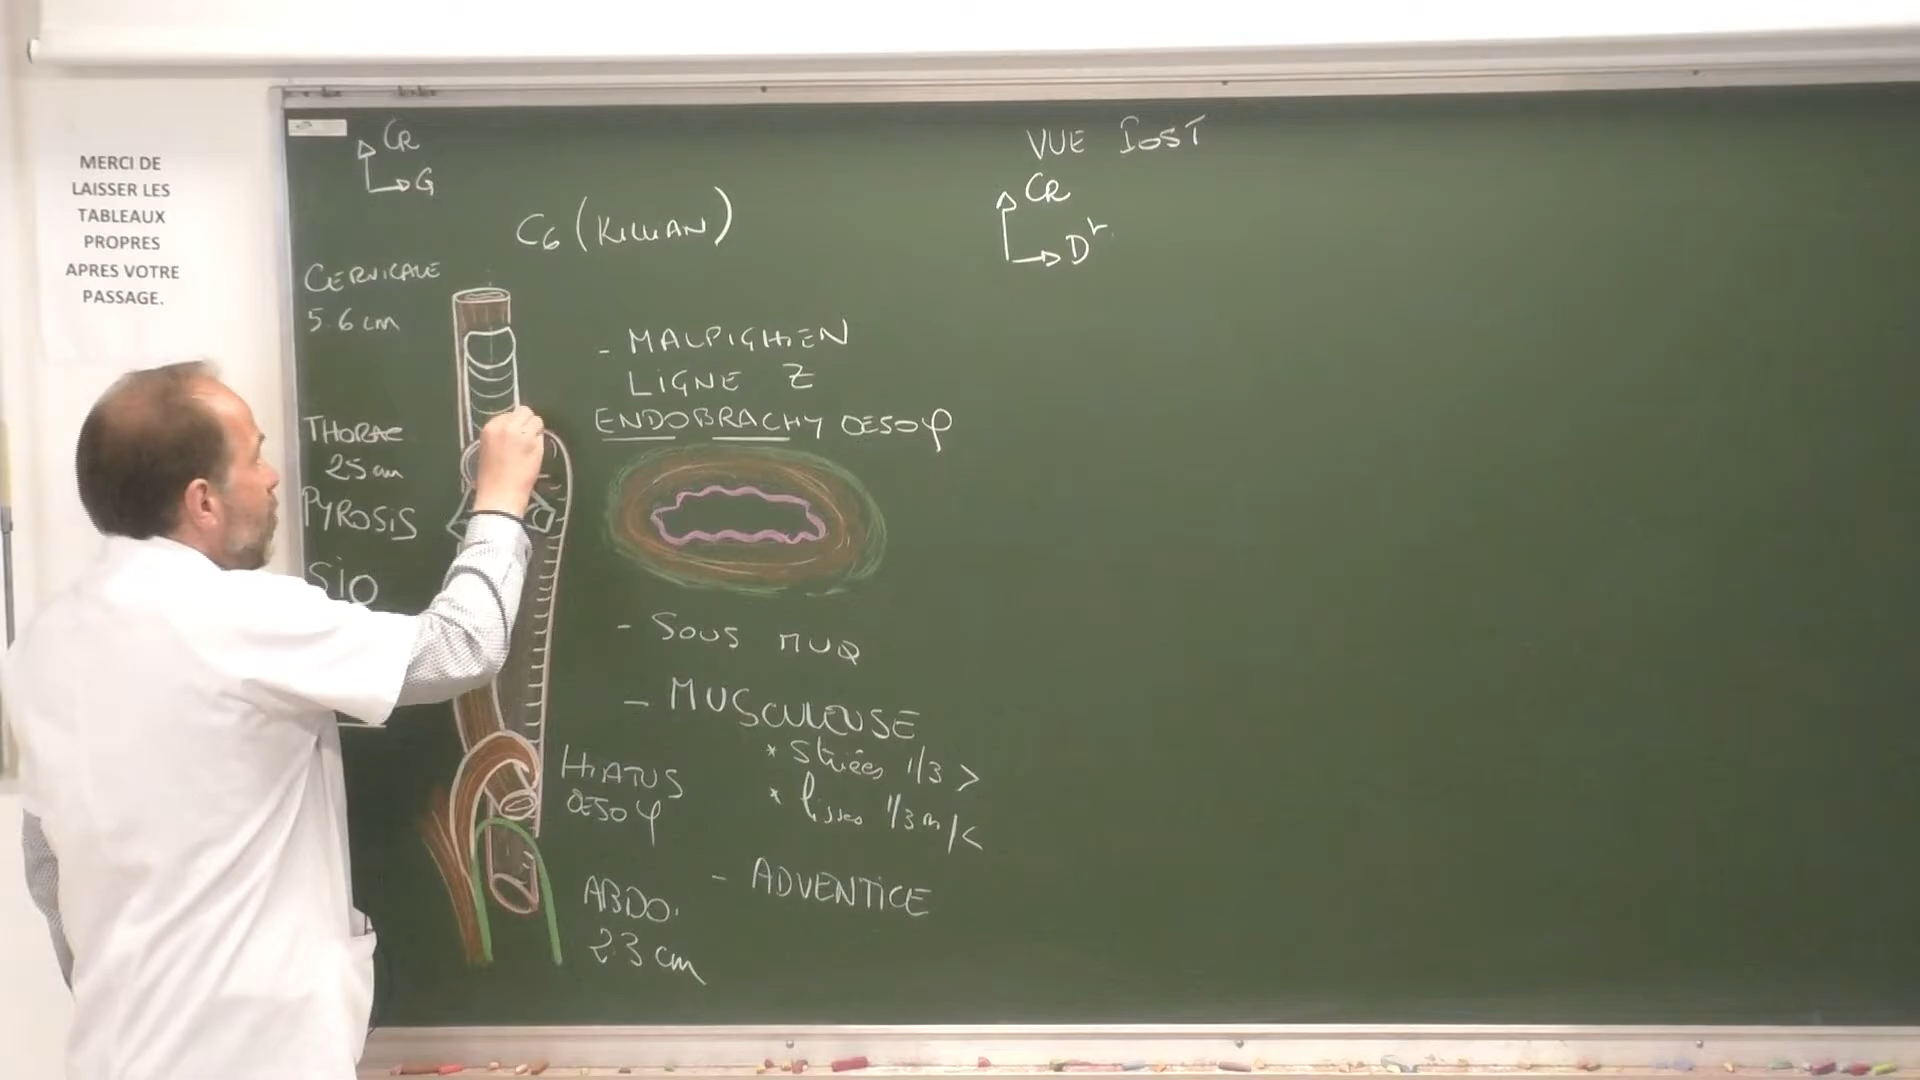 MERCI DE
LAISSER LES
TABLEAUX
PROPRES
APRES VOTRE
PASSAGE.
CR
G
C6 (KILLIAN)
CERVICALE
5.6 cm
THORAC
25 cm
PYROSIS
SIO
- MALPIGHIEN
LIGNE Z
ENDOBRACHY OESOφ
- SOUS MUQ
- MUSCULEUSE
* Striées 1/3 >
* lisses 1/3 m/<
- ADVENTICE
HIATUS
OESOφ
ABDO.
2.3 cm
VUE POST
CR
Dr